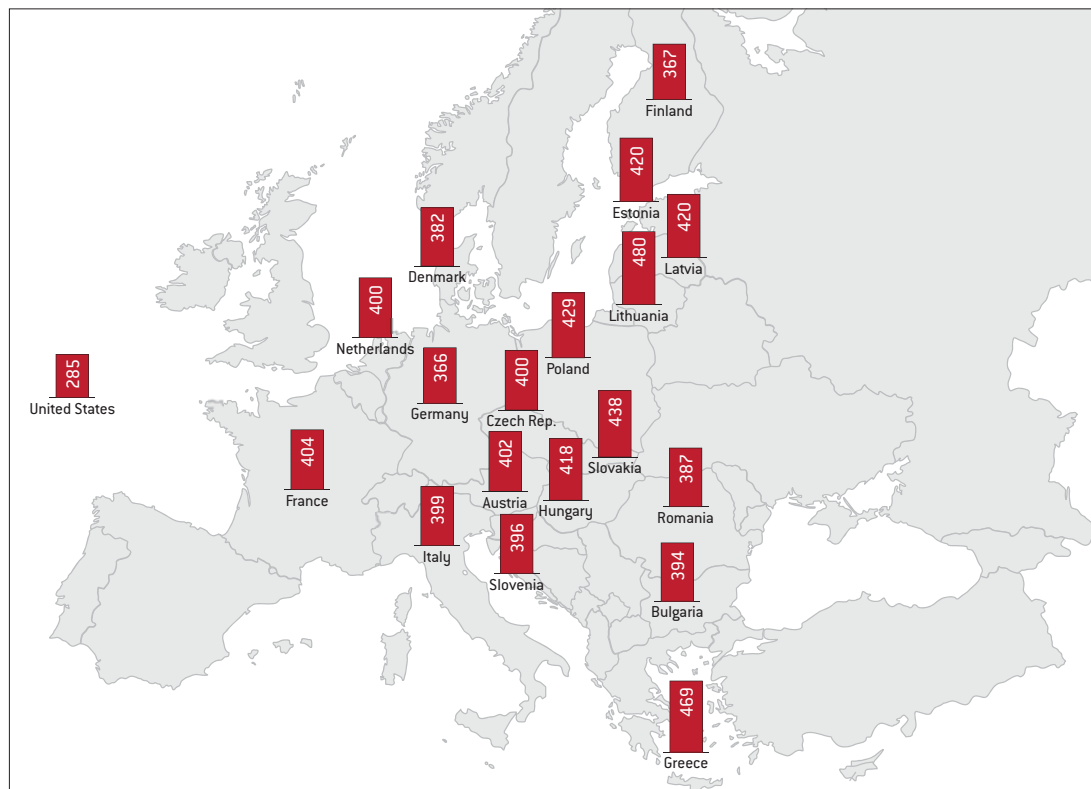 367
Finland
420
Estonia
420
Latvia
382
Denmark
480
Lithuania
400
Netherlands
429
Poland
285
United States
366
Germany
400
Czech Rep.
438
Slovakia
404
France
402
Austria
418
Hungary
387
Romania
399
Italy
396
Slovenia
394
Bulgaria
469
Greece